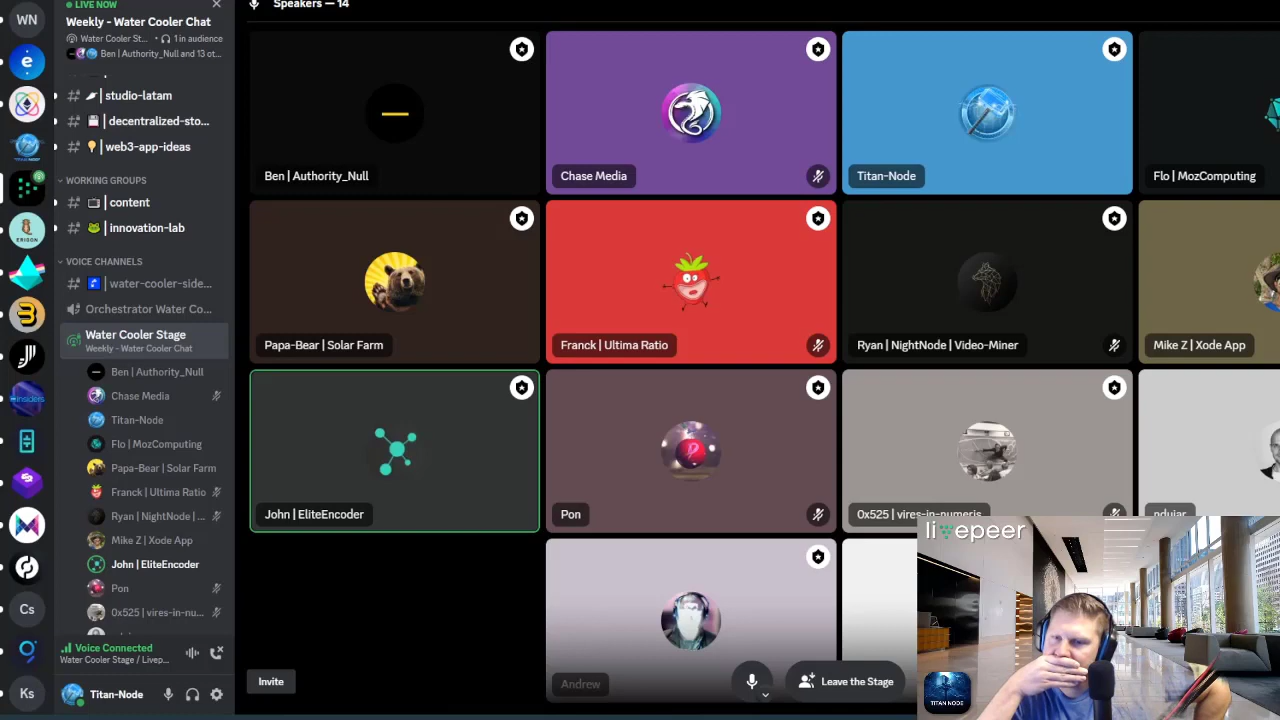 WN
LIVE NOW
Weekly - Water Cooler Chat
Water Cooler St... · 1 in audience
Ben | Authority_Null and 13 ot...
studio-latam
decentralized-sto...
web3-app-ideas
WORKING GROUPS
content
innovation-lab
VOICE CHANNELS
water-cooler-side...
Orchestrator Water Co...
Water Cooler Stage
Weekly - Water Cooler Chat
Ben | Authority_Null
Chase Media
Titan-Node
Flo | MozComputing
Papa-Bear | Solar Farm
Franck | Ultima Ratio
Ryan | NightNode | ...
Mike Z | Xode App
John | EliteEncoder
Pon
0x525 | vires-in-nu...
Voice Connected
Water Cooler Stage / Livep...
Titan-Node
TITAN NODE
ERIGON
insiders
Cs
Ks
Speakers — 14
Ben | Authority_Null
Chase Media
Titan-Node
Flo | MozComputing
Papa-Bear | Solar Farm
Franck | Ultima Ratio
Ryan | NightNode | Video-Miner
Mike Z | Xode App
John | EliteEncoder
Pon
0x525 | vires-in-numeris
ndujar
Andrew
Invite
Leave the Stage
livepeer
TITAN NODE